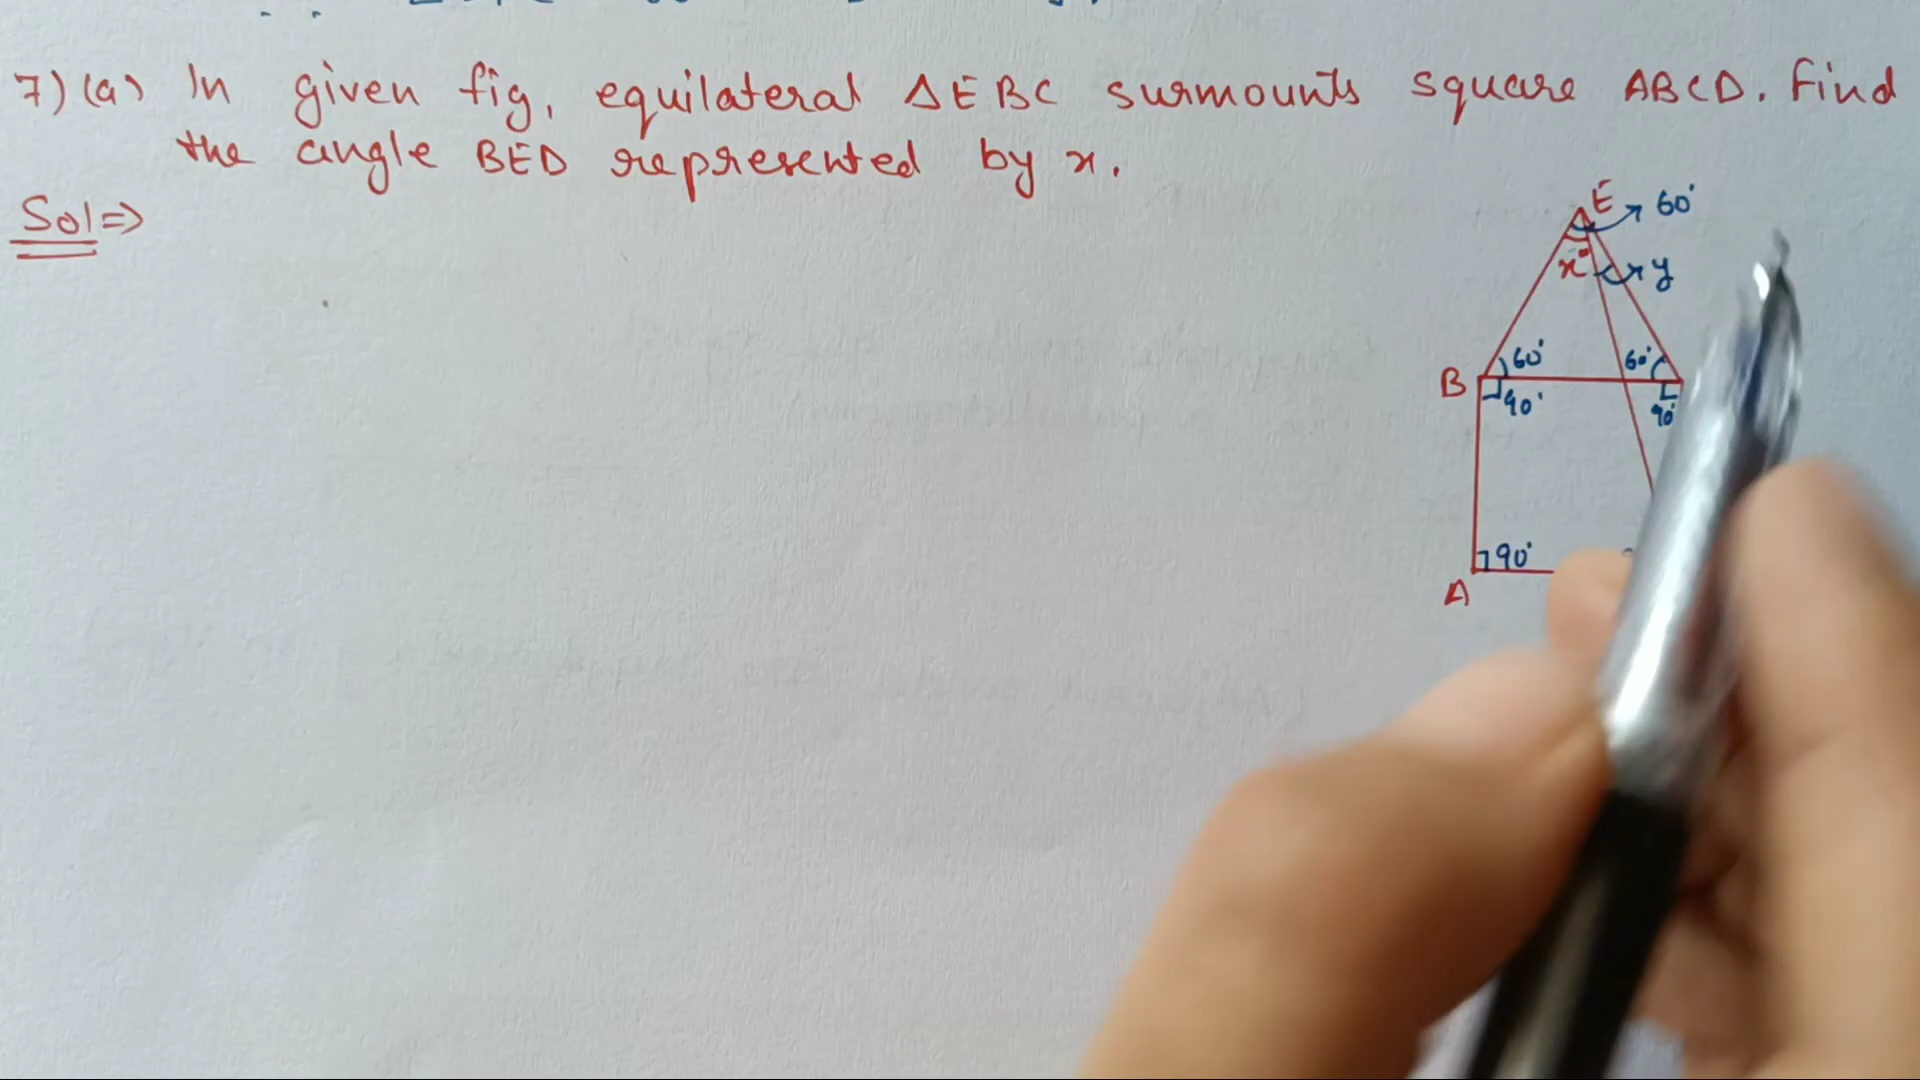 7) (a) In given fig, equilateral ΔEBC surmounts square ABCD. Find
the angle BED represented by x.
Sol⇒
E
60°
x°
y
60°
60°
B
90°
90°
90°
A